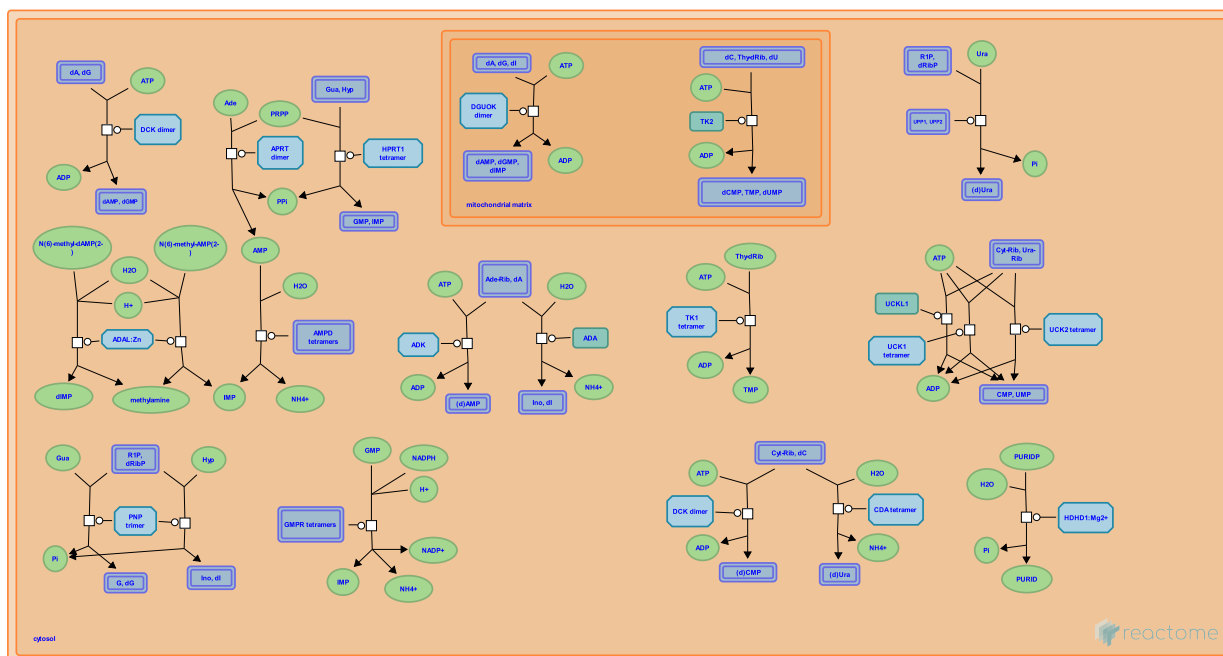 dA, dG
ATP
DCK dimer
ADP
dAMP, dGMP
Ade
PRPP
Gua, Hyp
APRT
dimer
HPRT1
tetramer
PPi
GMP, IMP
dA, dG, dI
ATP
DGUOK
dimer
dAMP, dGMP,
dIMP
ADP
dC, ThydRib, dU
ATP
TK2
ADP
dCMP, TMP, dUMP
mitochondrial matrix
R1P,
dRibP
Ura
UPP1, UPP2
Pi
(d)Ura
N(6)-methyl-dAMP(2-
)
N(6)-methyl-AMP(2-
)
H2O
H+
ADAL:Zn
dIMP
methylamine
AMP
H2O
AMPD
tetramers
IMP
NH4+
ATP
Ade-Rib, dA
H2O
ADK
ADA
ADP
(d)AMP
Ino, dI
NH4+
ThydRib
ATP
TK1
tetramer
ADP
TMP
ATP
Cyt-Rib, Ura-
Rib
UCKL1
UCK1
tetramer
UCK2 tetramer
ADP
CMP, UMP
Gua
R1P,
dRibP
Hyp
PNP
trimer
Pi
G, dG
Ino, dI
GMP
NADPH
H+
GMPR tetramers
NADP+
IMP
NH4+
Cyt-Rib, dC
ATP
H2O
DCK dimer
CDA tetramer
ADP
NH4+
(d)CMP
(d)Ura
PURIDP
H2O
HDHD1:Mg2+
Pi
PURID
cytosol
reactome